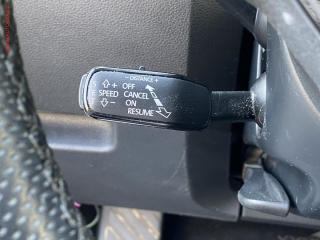 - DISTANCE +
S + OFF
E SPEED CANCEL
- ON
RESUME